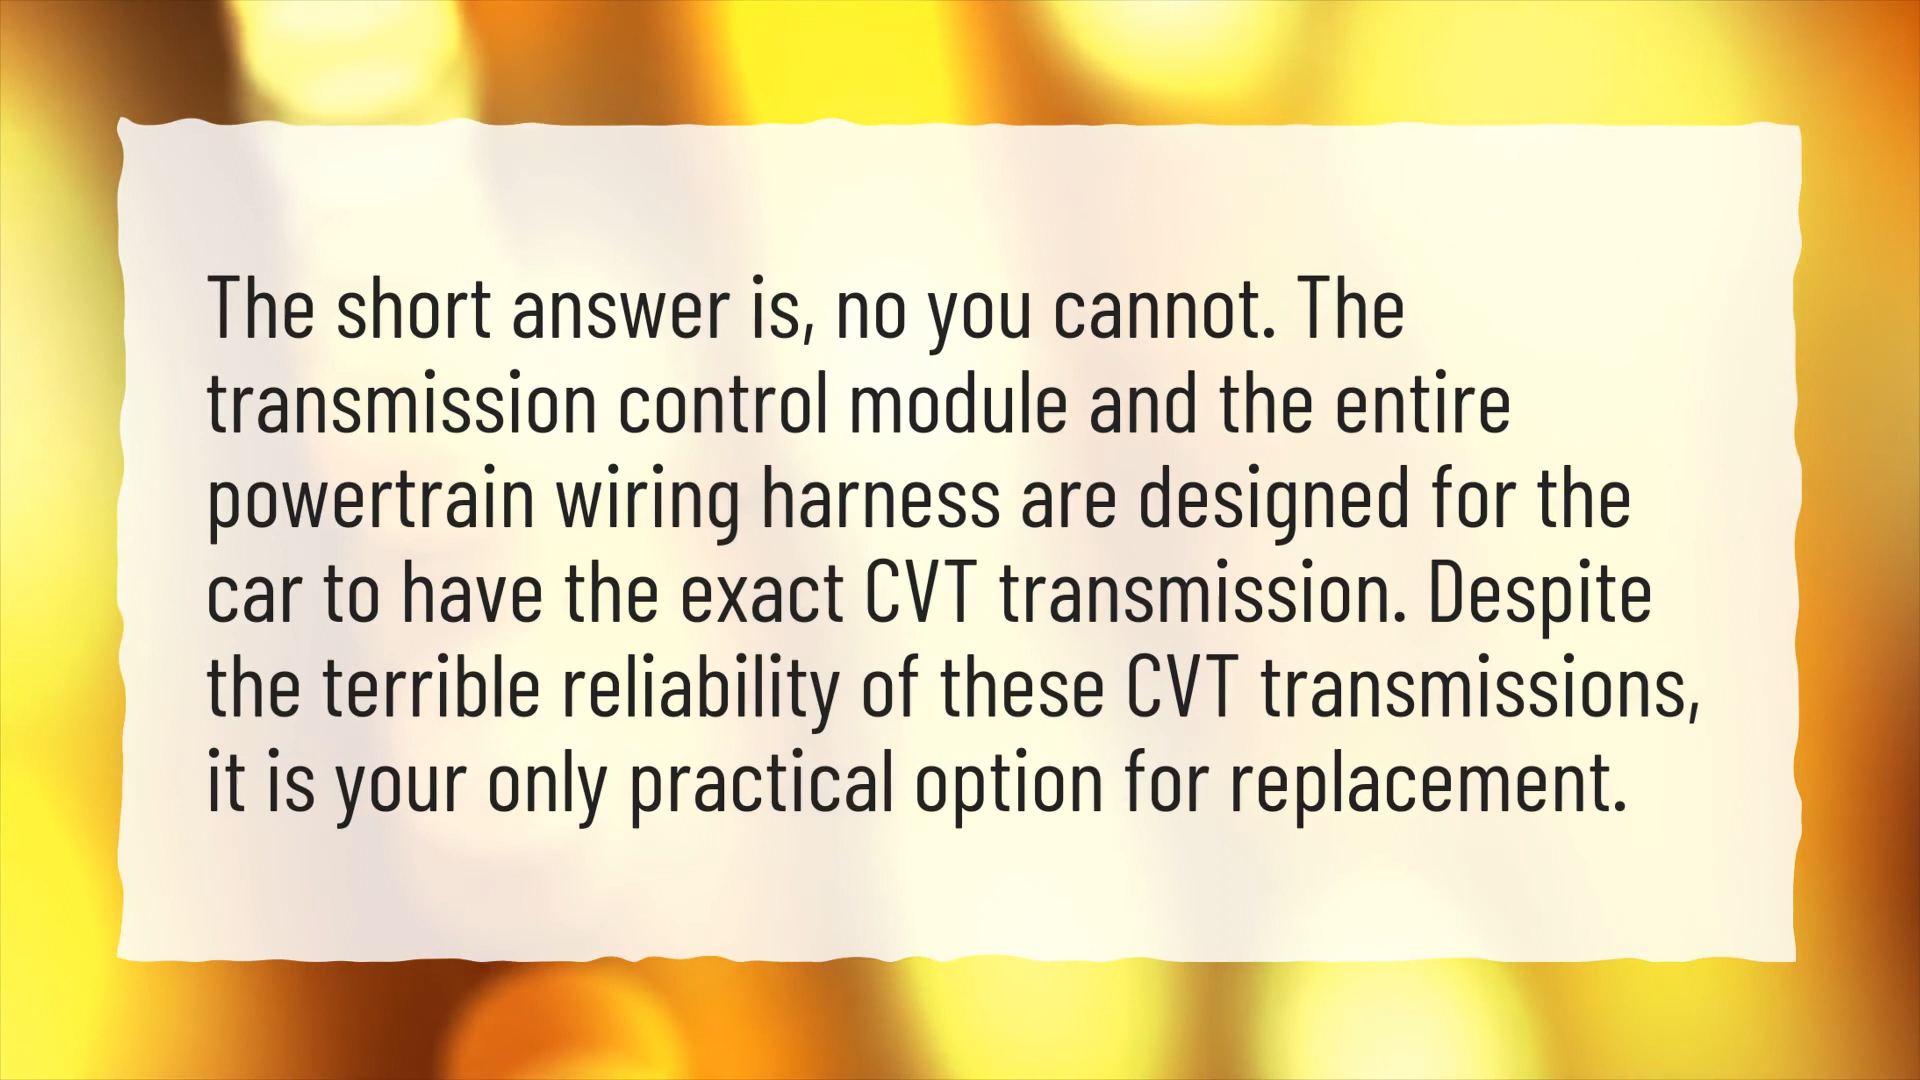 The short answer is, no you cannot. The
transmission control module and the entire
powertrain wiring harness are designed for the
car to have the exact CVT transmission. Despite
the terrible reliability of these CVT transmissions,
it is your only practical option for replacement.